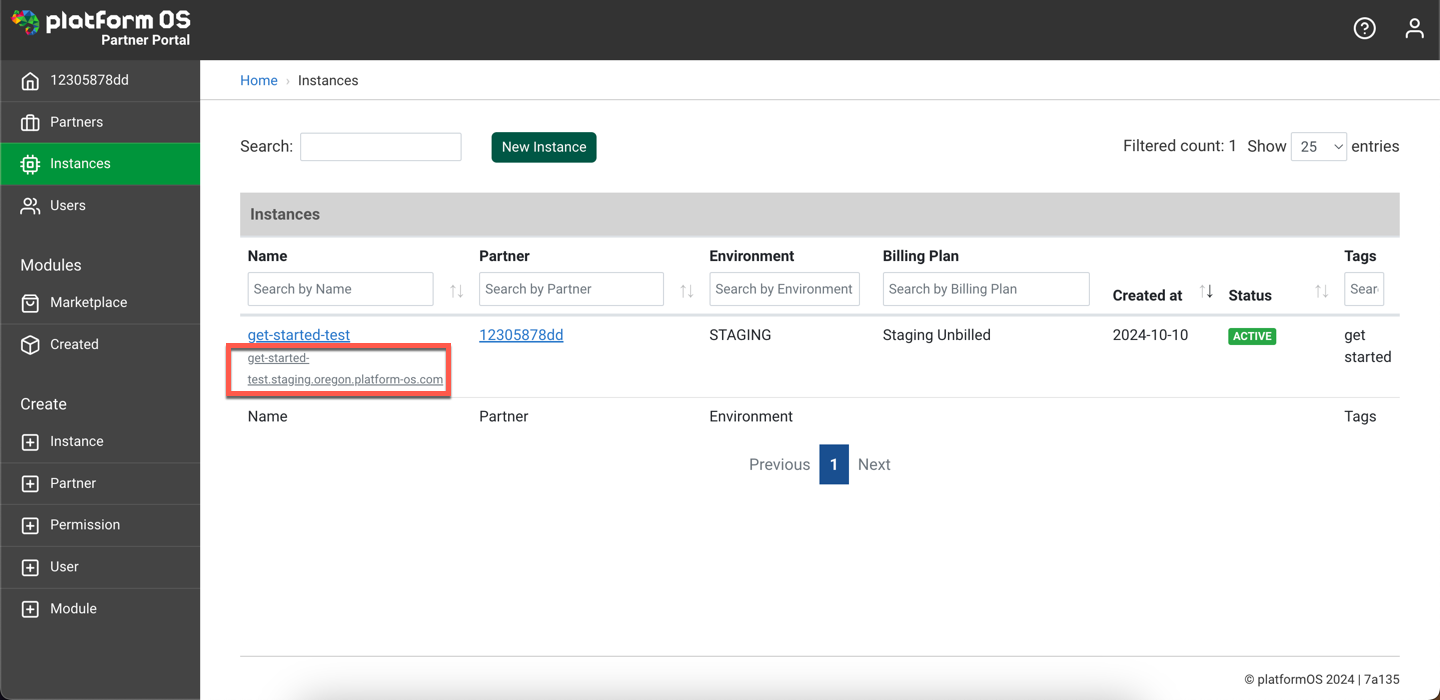 platform OS
Partner Portal
12305878dd
Partners
Instances
Users
Modules
Marketplace
Created
Create
Instance
Partner
Permission
User
Module
Home › Instances
Search: New Instance Filtered count: 1 Show 25 entries
Instances
Name Partner Environment Billing Plan Created at Status Tags
Search by Name Search by Partner Search by Environment Search by Billing Plan Sear
get-started-test 12305878dd STAGING Staging Unbilled 2024-10-10 ACTIVE get
get-started- started
test.staging.oregon.platform-os.com
Name Partner Environment Tags
Previous 1 Next
© platformOS 2024 | 7a135